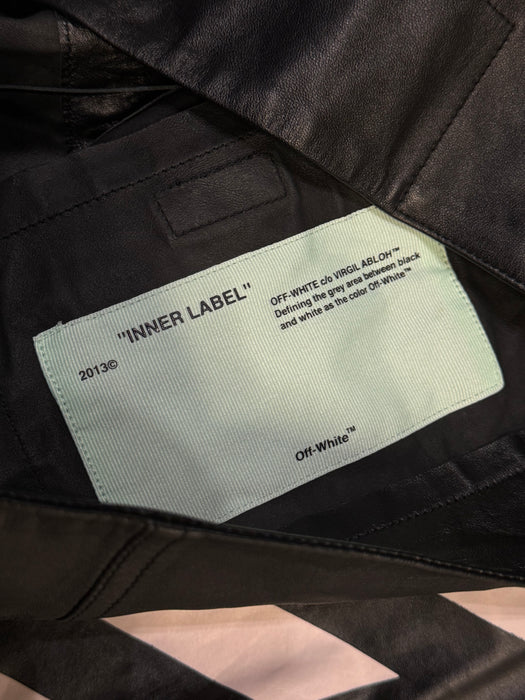 "INNER LABEL"
2013©
OFF-WHITE c/o VIRGIL ABLOH™
Defining the grey area between black
and white as the color Off-White™
Off-White™